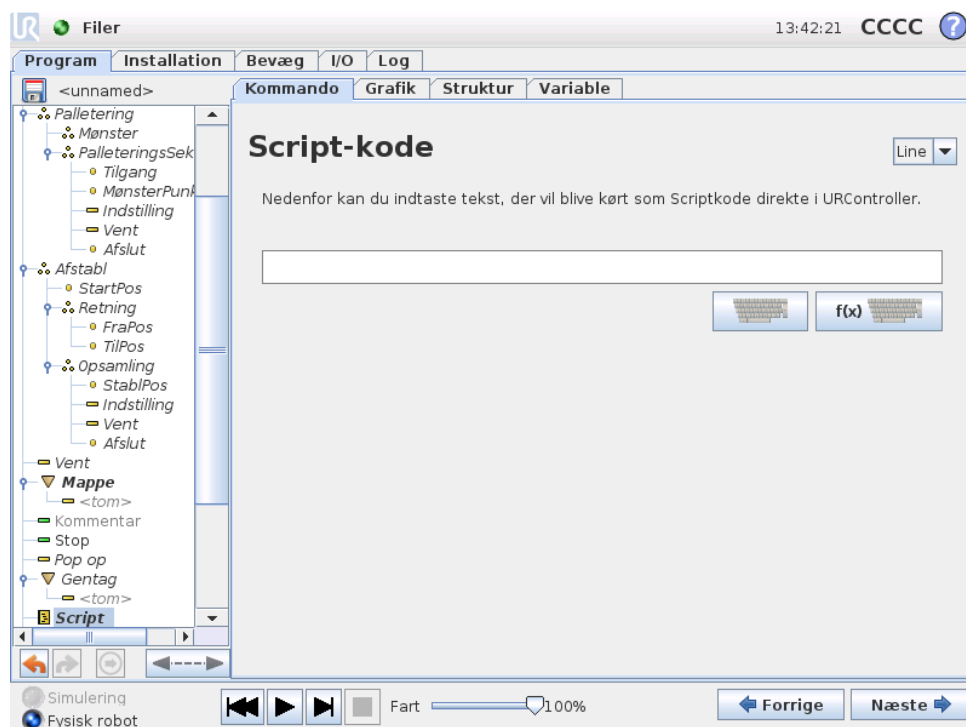 UR Filer 13:42:21 CCCC ?
Program Installation Bevæg I/O Log
<unnamed>
Kommando Grafik Struktur Variable
Palletering
Mønster
PalleteringsSek
Tilgang
MønsterPunk
Indstilling
Vent
Afslut
Afstabl
StartPos
Retning
FraPos
TilPos
Opsamling
StablPos
Indstilling
Vent
Afslut
Vent
Mappe
<tom>
Kommentar
Stop
Pop op
Gentag
<tom>
Script
Script-kode
Line
Nedenfor kan du indtaste tekst, der vil blive kørt som Scriptkode direkte i URController.
f(x)
Simulering
Fysisk robot
Fart 100%
Forrige Næste